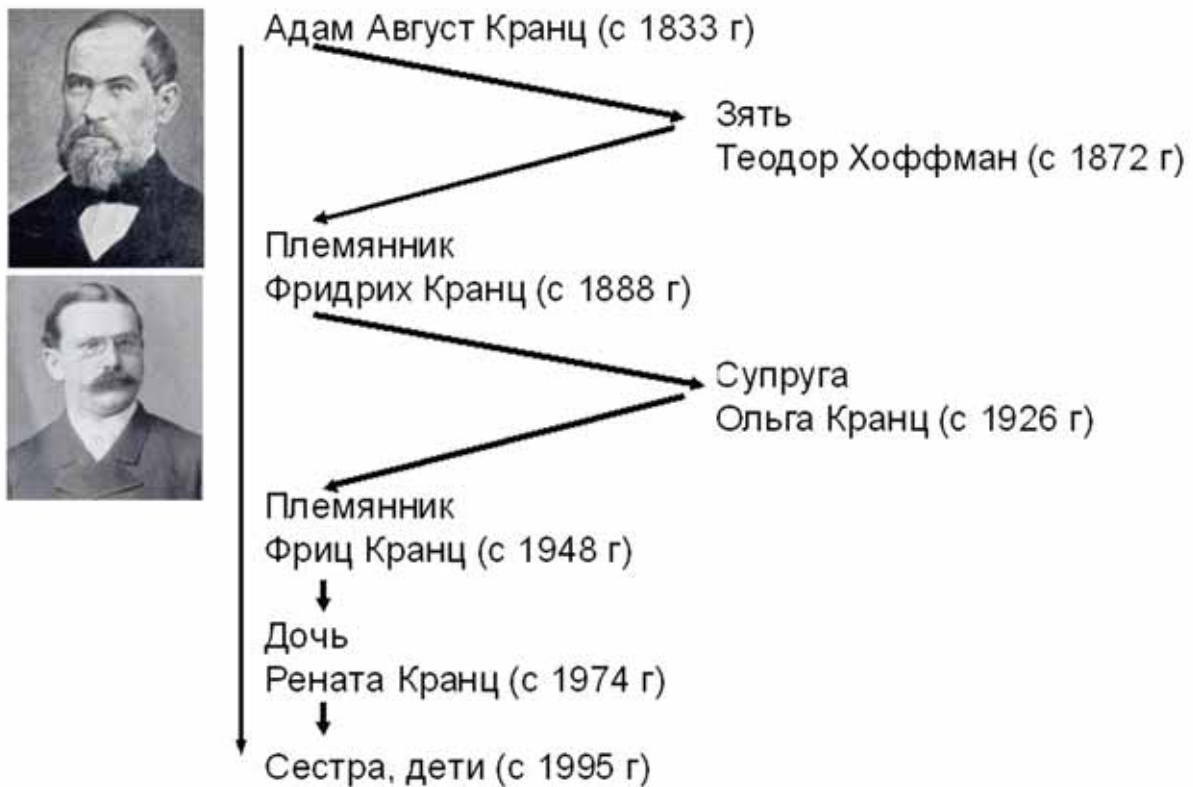 Адам Август Кранц (с 1833 г)
Зять
Теодор Хоффман (с 1872 г)
Племянник
Фридрих Кранц (с 1888 г)
Супруга
Ольга Кранц (с 1926 г)
Племянник
Фриц Кранц (с 1948 г)
Дочь
Рената Кранц (с 1974 г)
Сестра, дети (с 1995 г)